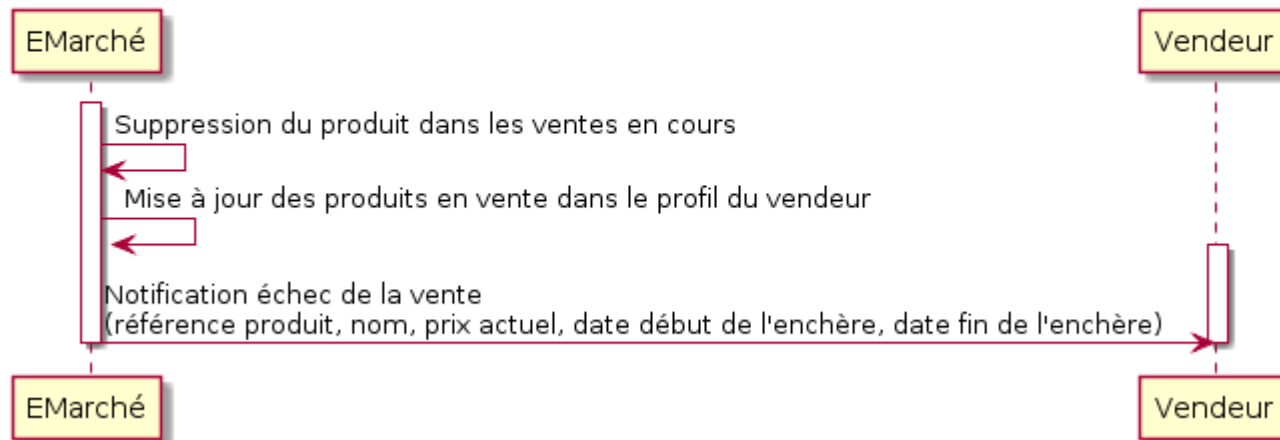 EMarché
Vendeur
Suppression du produit dans les ventes en cours
Mise à jour des produits en vente dans le profil du vendeur
Notification échec de la vente
(référence produit, nom, prix actuel, date début de l'enchère, date fin de l'enchère)
EMarché
Vendeur